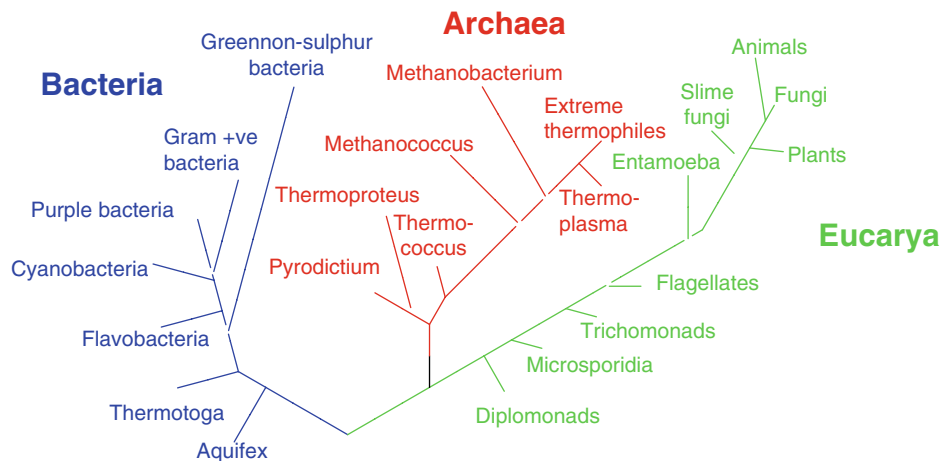 Archaea
Greennon-sulphur
bacteria
Bacteria
Gram +ve
bacteria
Purple bacteria
Cyanobacteria
Flavobacteria
Thermotoga
Aquifex
Methanobacterium
Extreme
thermophiles
Methanococcus
Thermoproteus
Thermo-
coccus
Thermo-
plasma
Pyrodictium
Animals
Slime
fungi
Fungi
Entamoeba
Plants
Eucarya
Flagellates
Trichomonads
Microsporidia
Diplomonads